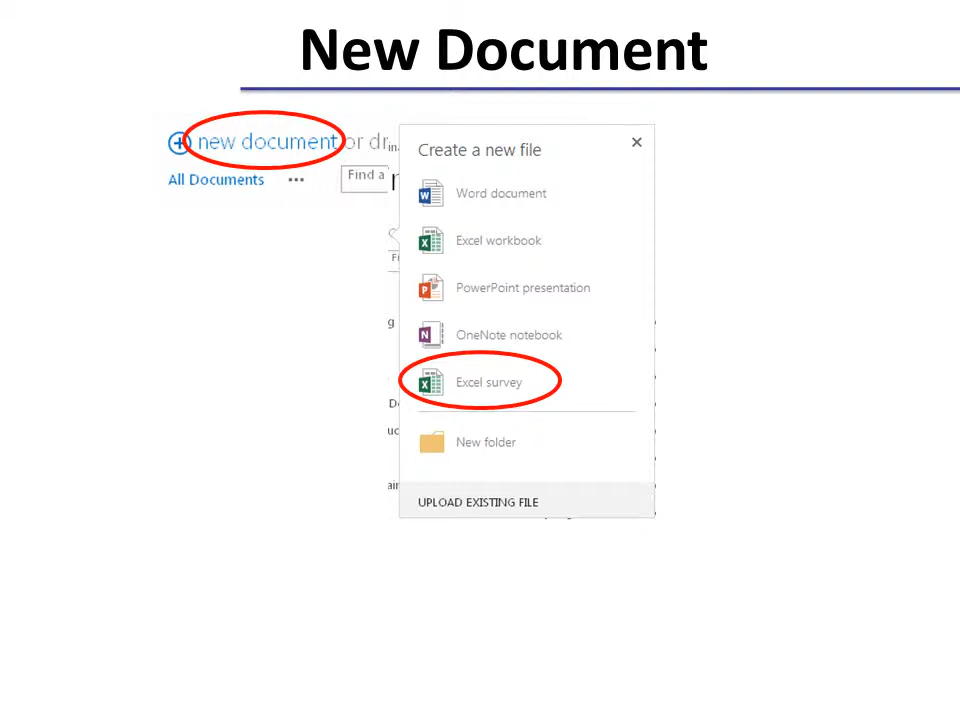 New Document
new document or dr
All Documents ...
Find a
Create a new file
Word document
Excel workbook
PowerPoint presentation
OneNote notebook
Excel survey
New folder
UPLOAD EXISTING FILE